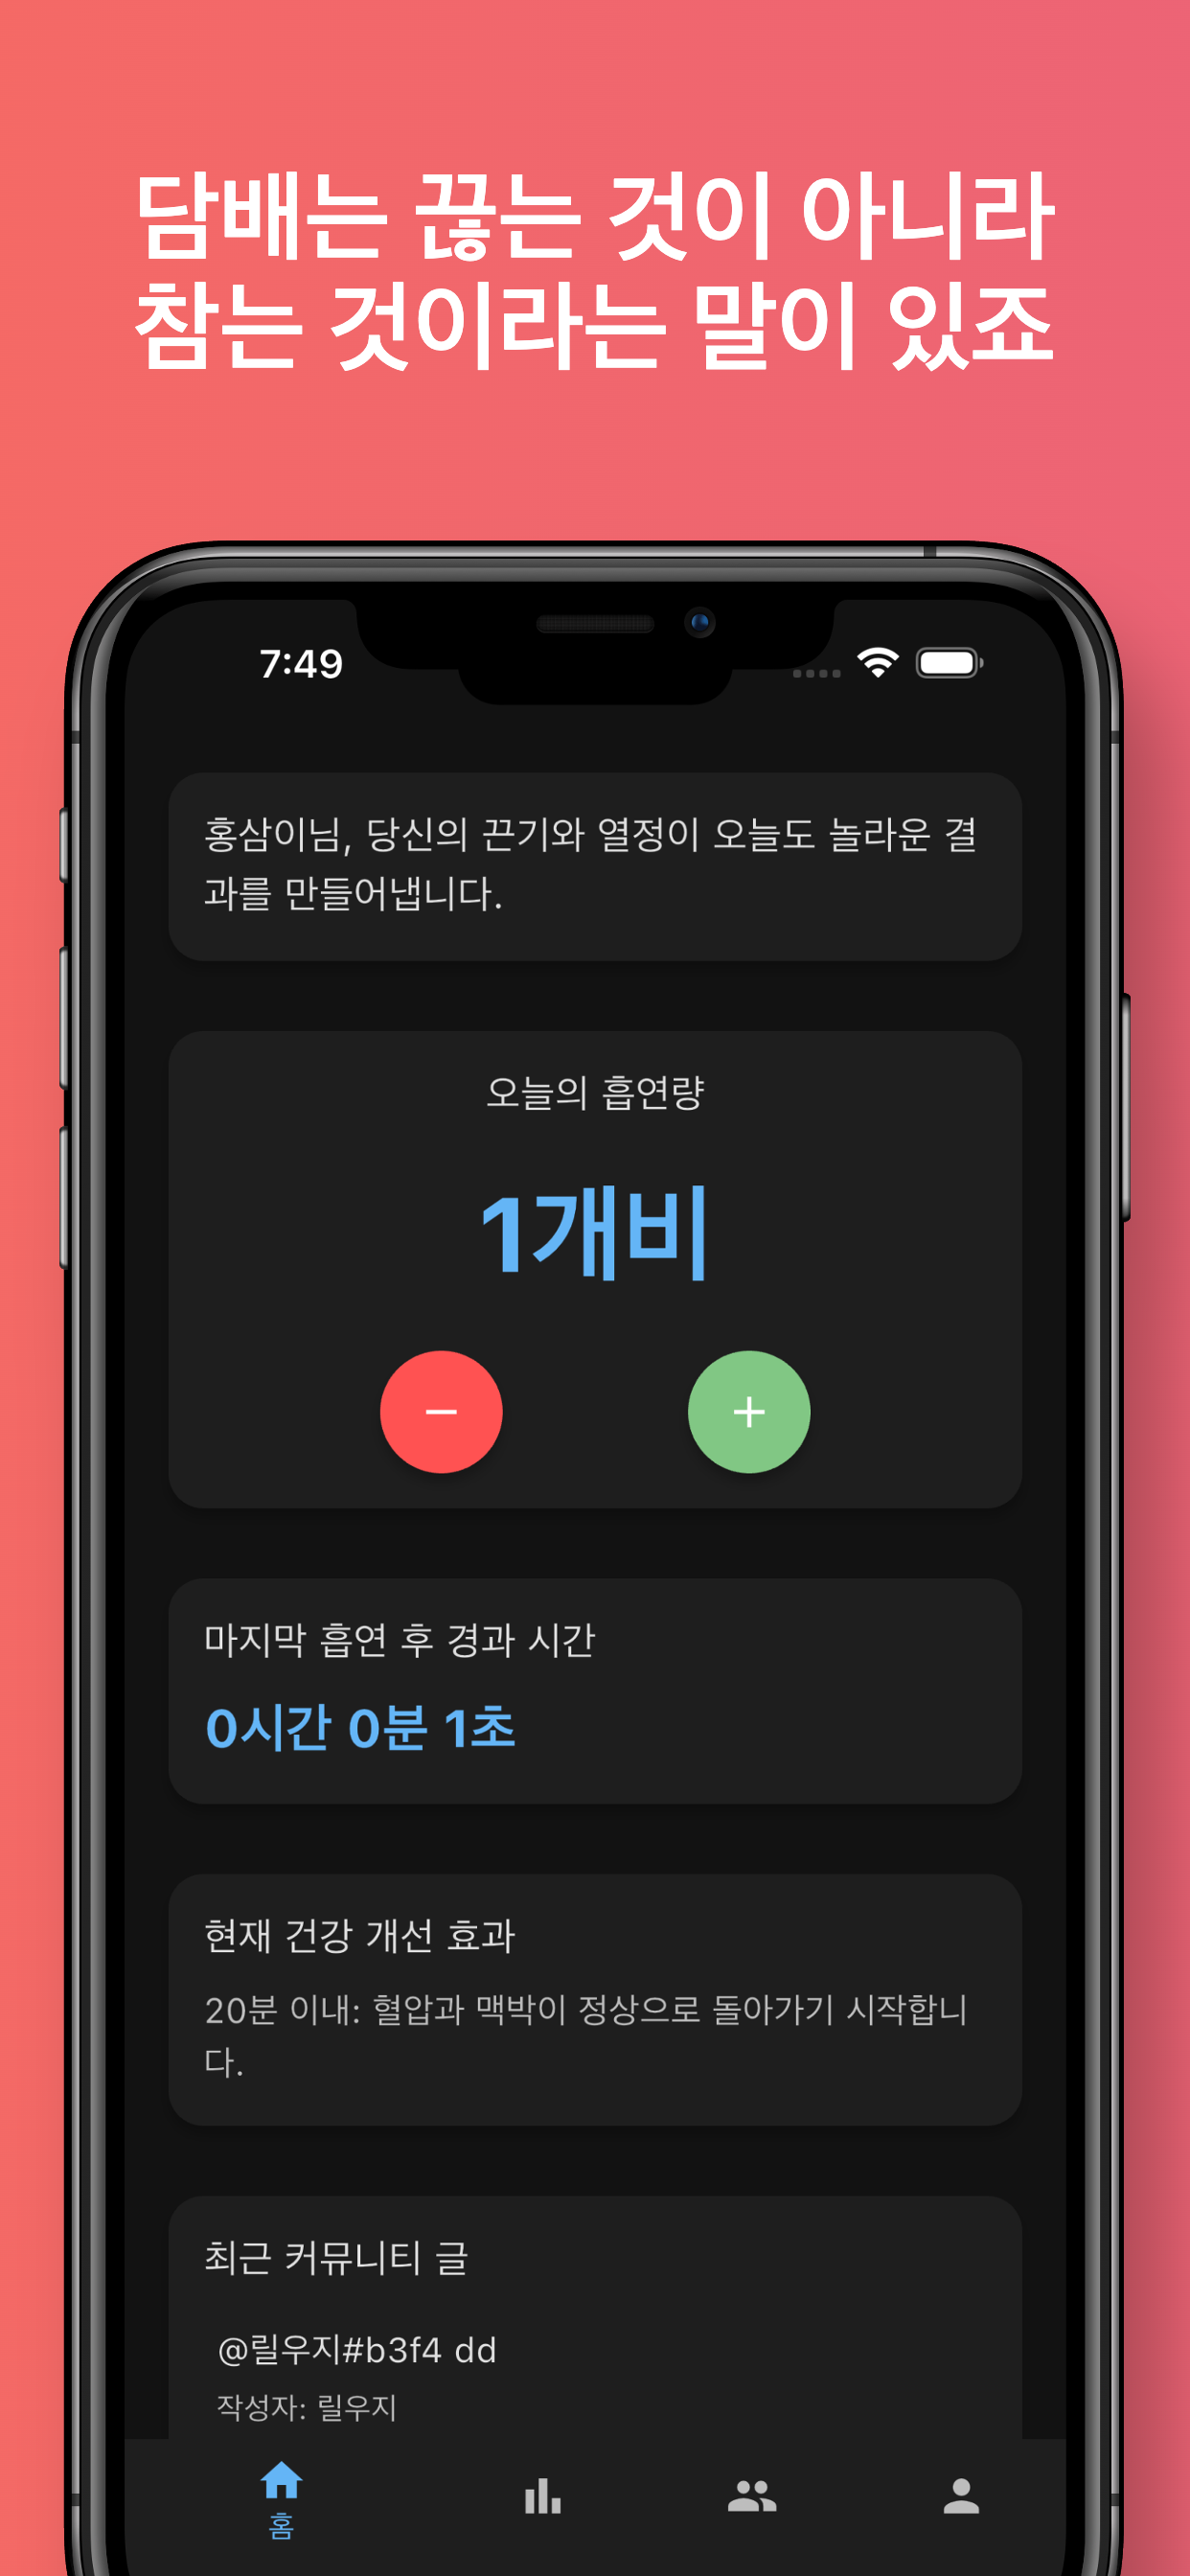 담배는 끊는 것이 아니라
참는 것이라는 말이 있죠
7:49
홍삼이님, 당신의 끈기와 열정이 오늘도 놀라운 결
과를 만들어냅니다.
오늘의 흡연량
1개비
−
+
마지막 흡연 후 경과 시간
0시간 0분 1초
현재 건강 개선 효과
20분 이내: 혈압과 맥박이 정상으로 돌아가기 시작합니
다.
최근 커뮤니티 글
@릴우지#b3f4 dd
작성자: 릴우지
홈